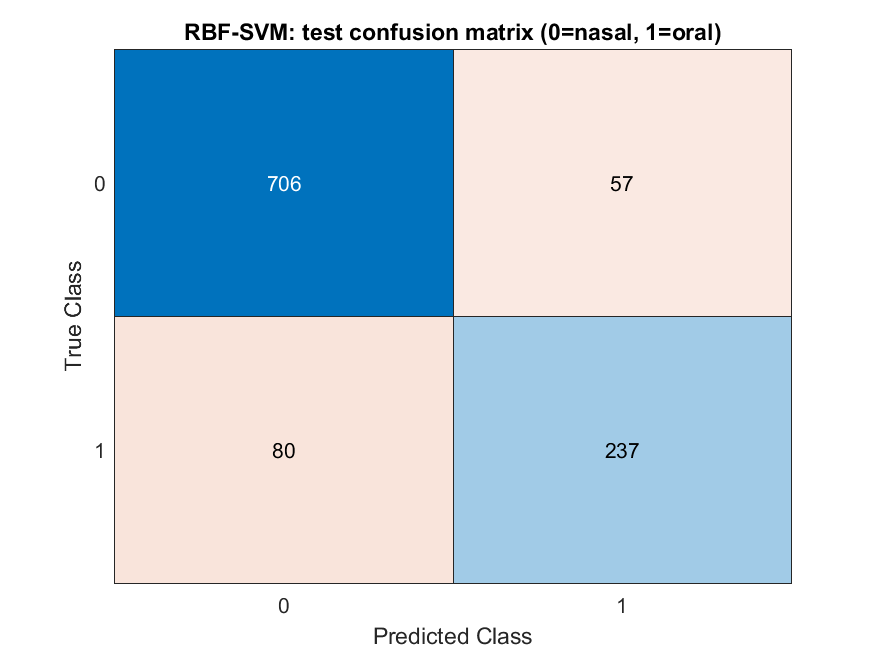 RBF-SVM: test confusion matrix (0=nasal, 1=oral)
0
706
57
True Class
1
80
237
0
1
Predicted Class